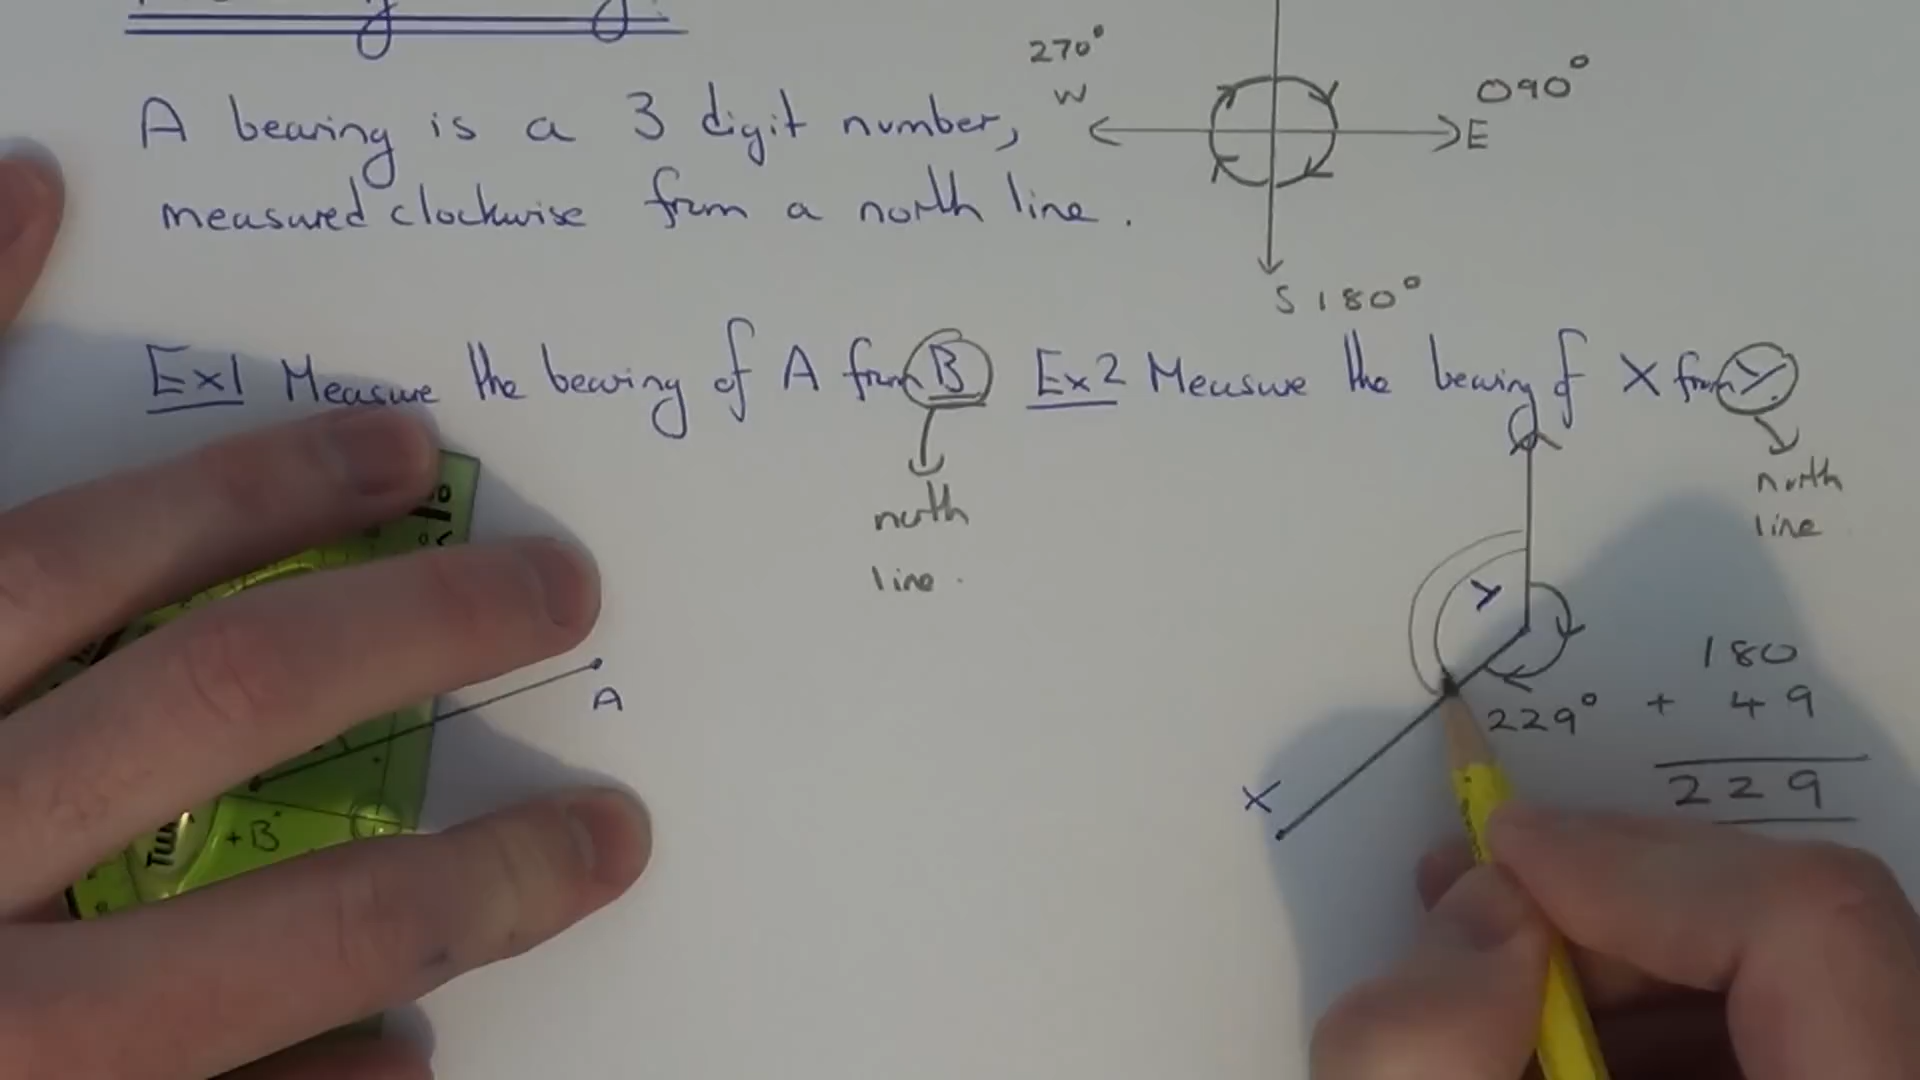 270°
W
090°
E
A bearing is a 3 digit number,
measured clockwise from a north line.
S 180°
Ex1 Measure the bearing of A from B
north
line.
Ex2 Measure the bearing of X from Y.
north
line
A
+B
Y
X
229°
180
+ 49
229